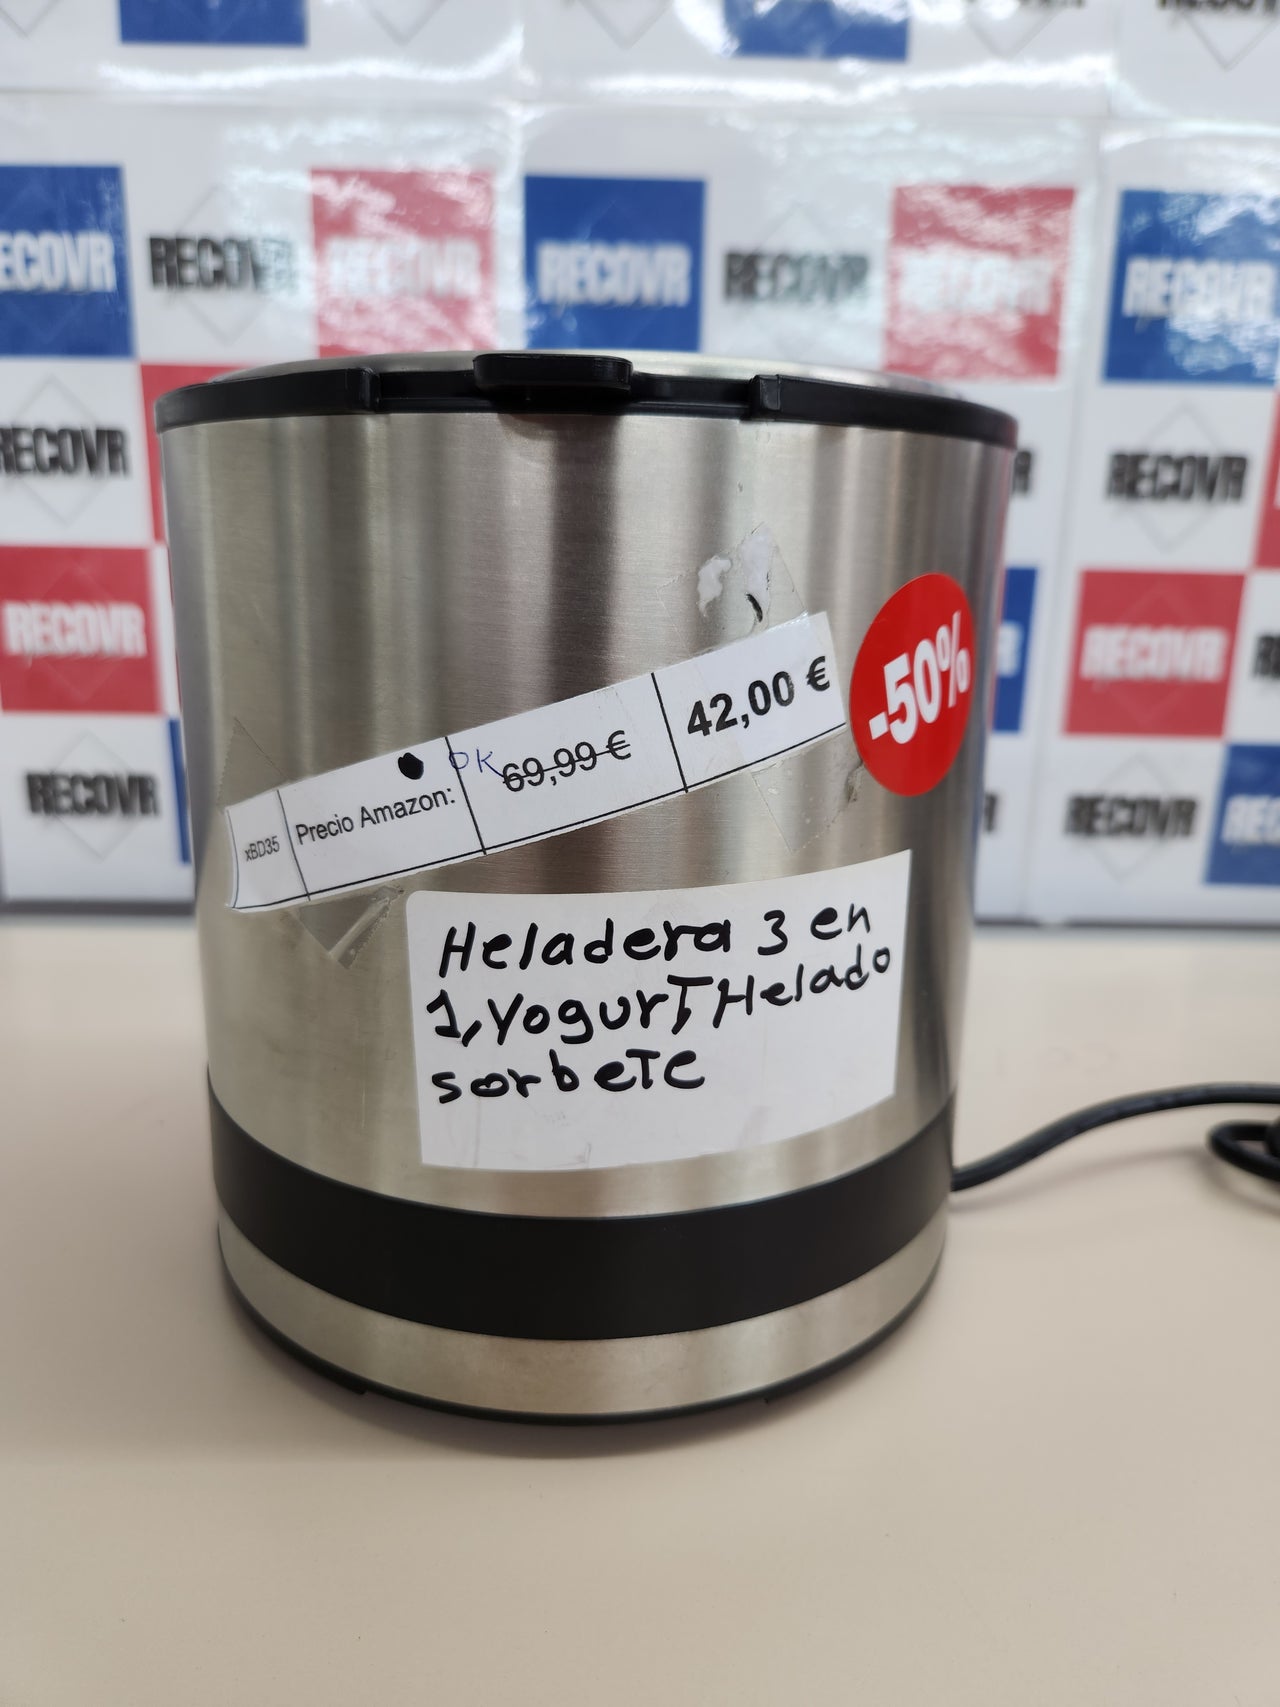 RECOVR RECOVR RECOVR RECOVR RECOVR RECOVR RECOVR
RECOVR RECOVR
RECOVR RECOVR
RECOVR RECOVR
-50%
xBD35 Precio Amazon: OK 69,99 € 42,00 €
Heladera 3 en
1, YogurT, Helado
sorbeTe